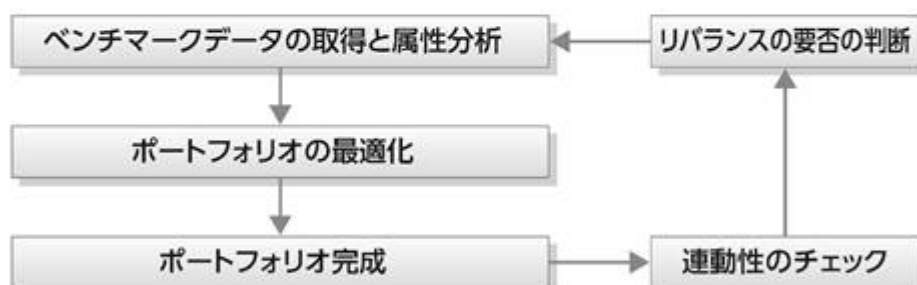 ベンチマークデータの取得と属性分析
リバランスの要否の判断
ポートフォリオの最適化
ポートフォリオ完成
連動性のチェック